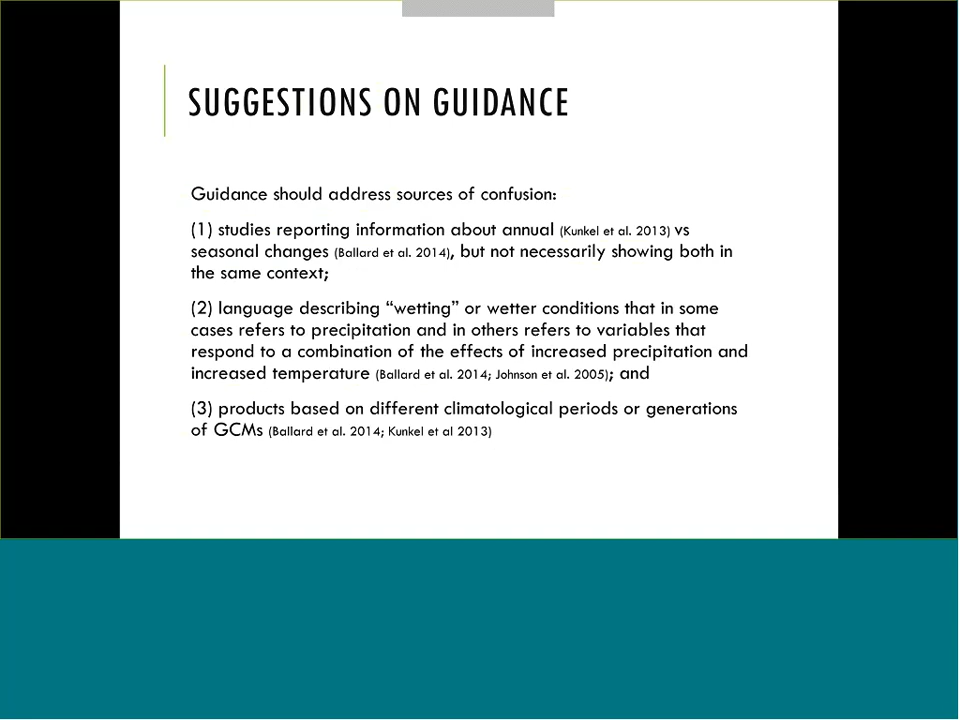 SUGGESTIONS ON GUIDANCE
Guidance should address sources of confusion:
(1) studies reporting information about annual (Kunkel et al. 2013) vs
seasonal changes (Ballard et al. 2014), but not necessarily showing both in
the same context;
(2) language describing “wetting” or wetter conditions that in some
cases refers to precipitation and in others refers to variables that
respond to a combination of the effects of increased precipitation and
increased temperature (Ballard et al. 2014; Johnson et al. 2005); and
(3) products based on different climatological periods or generations
of GCMs (Ballard et al. 2014; Kunkel et al 2013)